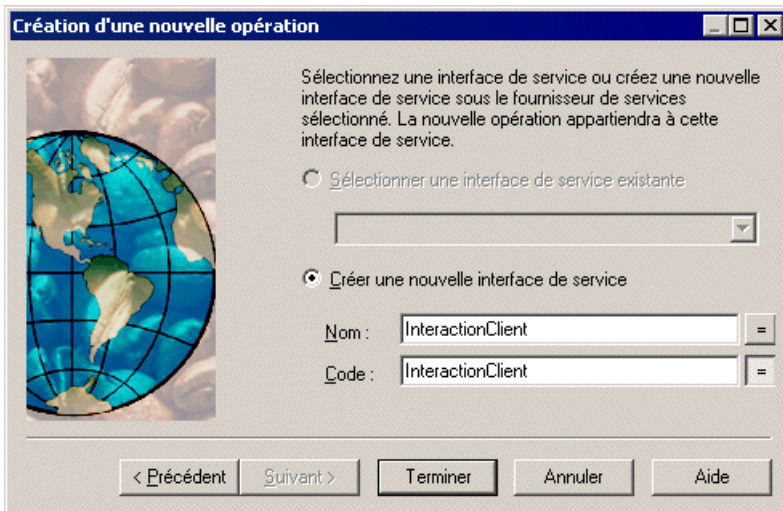 Création d'une nouvelle opération
Sélectionnez une interface de service ou créez une nouvelle
interface de service sous le fournisseur de services
sélectionné. La nouvelle opération appartiendra à cette
interface de service.
Sélectionner une interface de service existante
Créer une nouvelle interface de service
Nom : InteractionClient =
Code : InteractionClient =
< Précédent Suivant > Terminer Annuler Aide